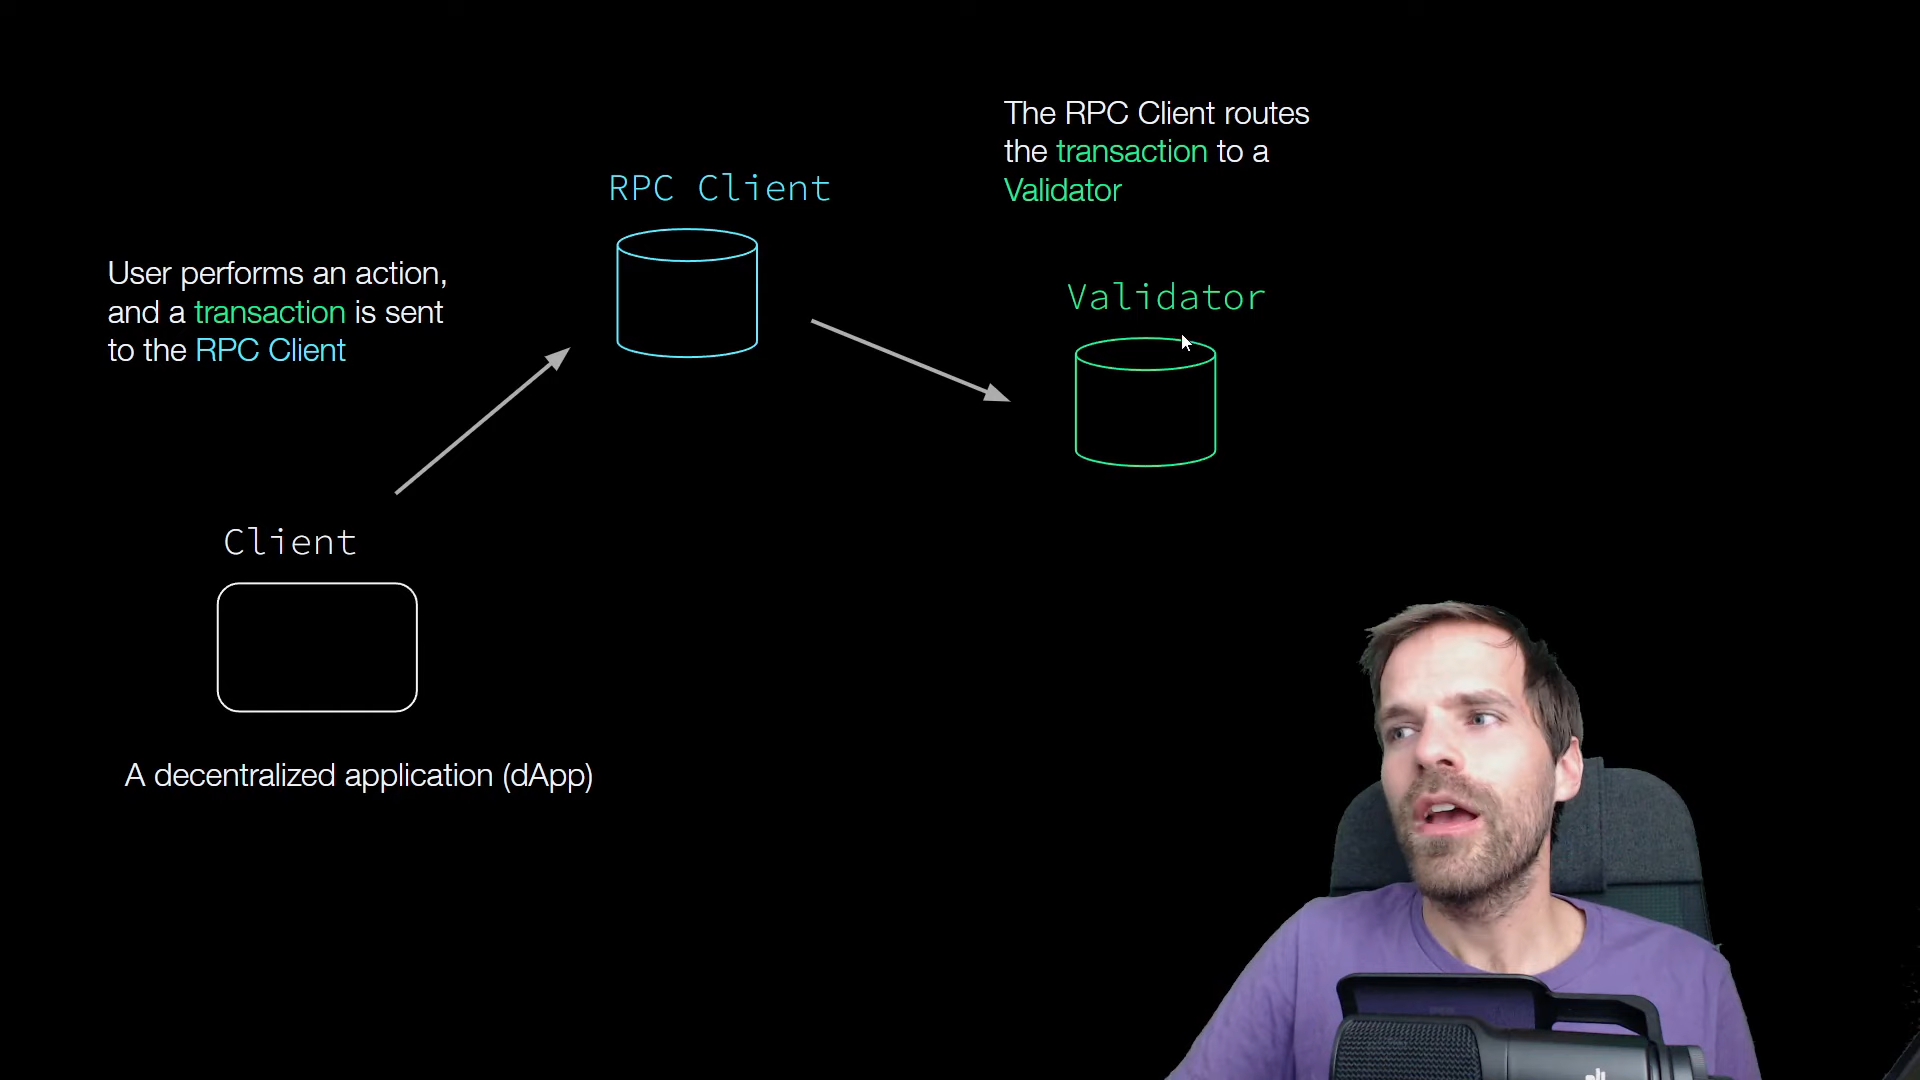 The RPC Client routes
the transaction to a
Validator
RPC Client
User performs an action,
and a transaction is sent
to the RPC Client
Validator
Client
A decentralized application (dApp)